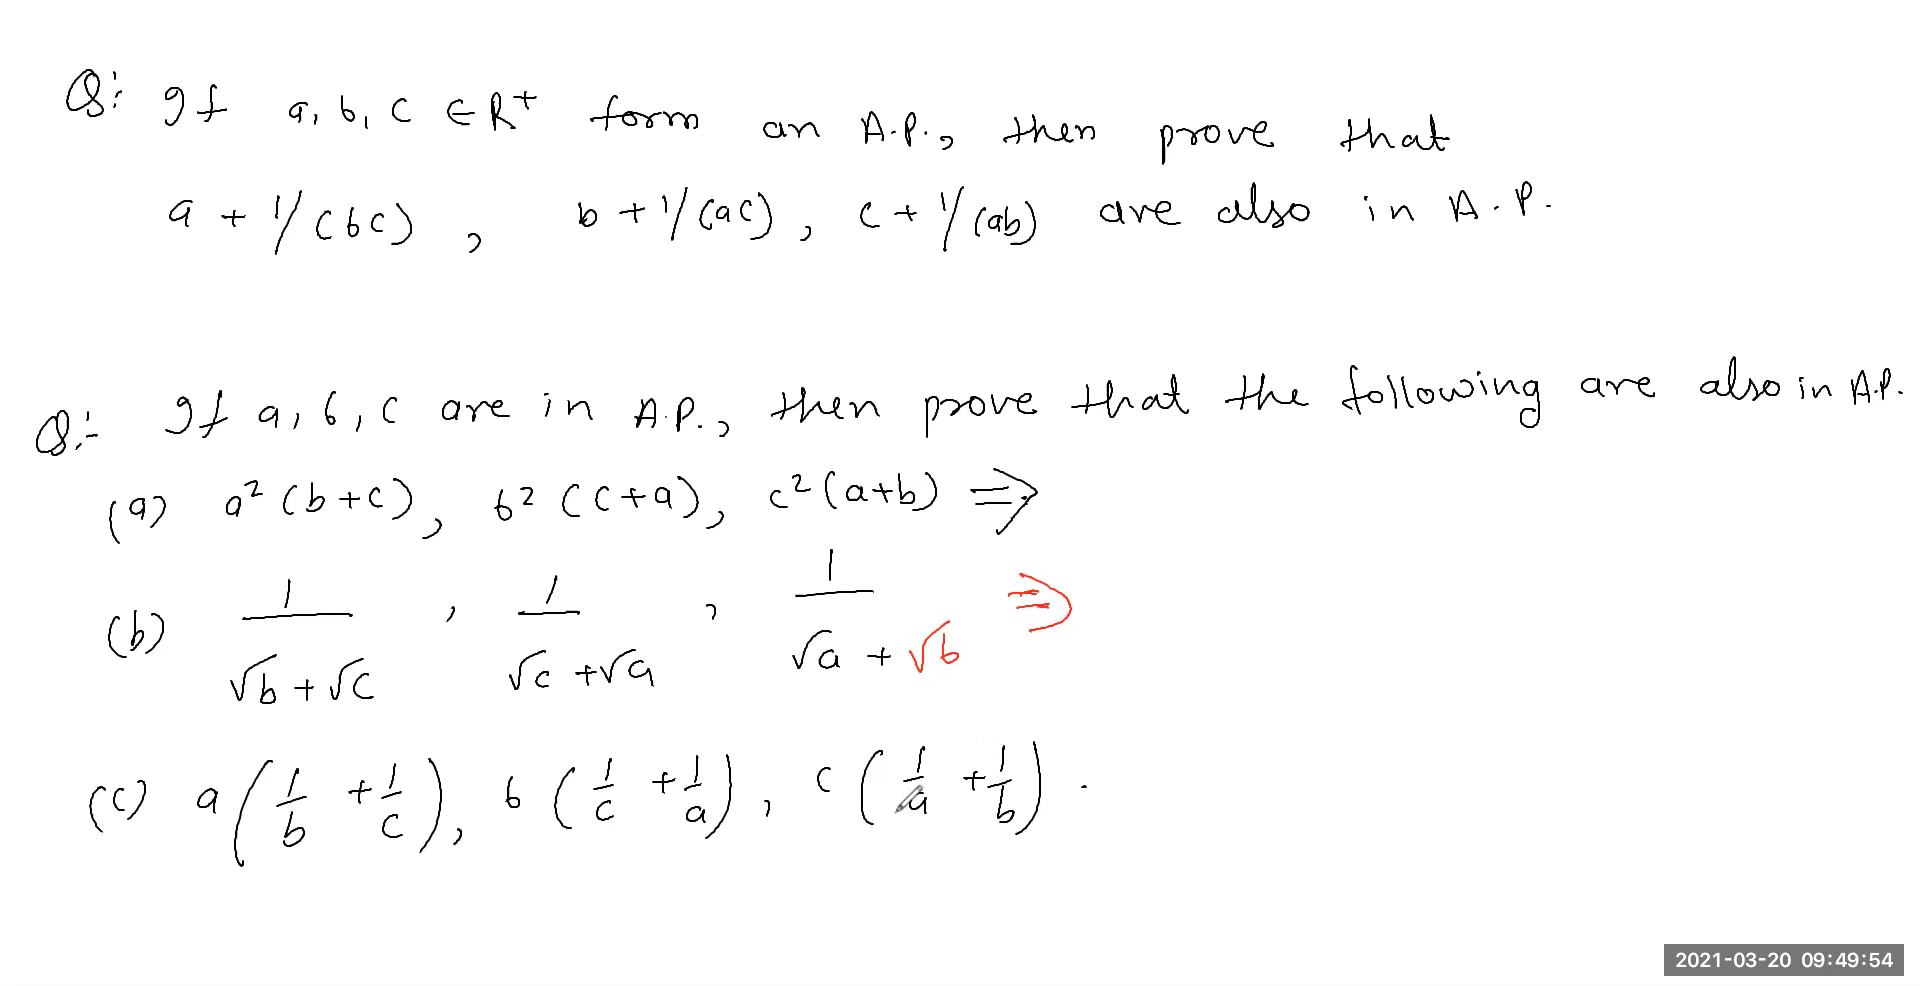 Q: If a, b, c ∈ R⁺ form an A.P., then prove that
a + 1/(bc), b + 1/(ac), c + 1/(ab) are also in A.P.
Q:- If a, b, c are in A.P., then prove that the following are also in A.P.
(a) a²(b+c), b²(c+a), c²(a+b) ⇒
(b) 1/(√b + √c), 1/(√c + √a), 1/(√a + √b) ⇒
(c) a(1/b + 1/c), b(1/c + 1/a), c(1/a + 1/b).
2021-03-20 09:49:54